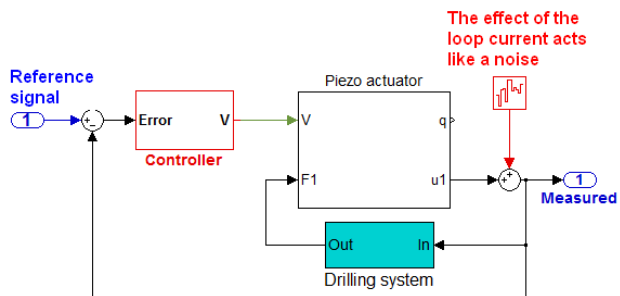 The effect of the
loop current acts
like a noise
Reference
signal
Piezo actuator
1
+
-
Error
V
Controller
V
q
F1
u1
+
+
1
Measured
Out
In
Drilling system